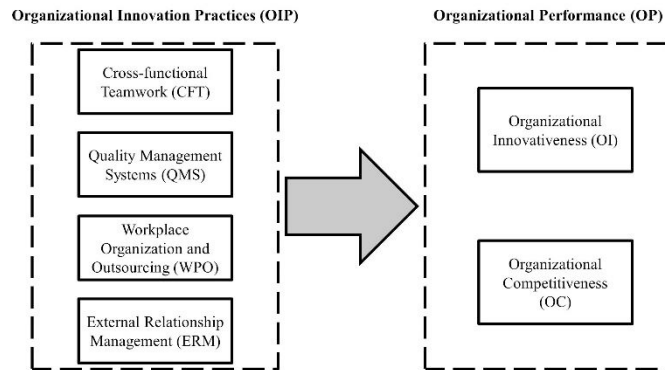 Organizational Innovation Practices (OIP)
Cross-functional
Teamwork (CFT)
Quality Management
Systems (QMS)
Workplace
Organization and
Outsourcing (WPO)
External Relationship
Management (ERM)
Organizational Performance (OP)
Organizational
Innovativeness (OI)
Organizational
Competitiveness
(OC)